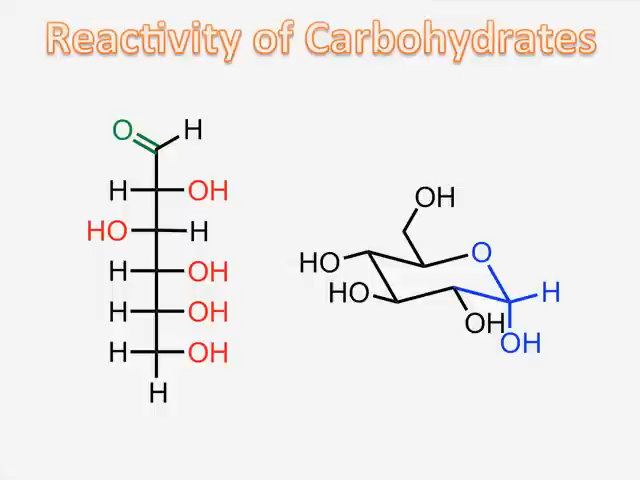 Reactivity of Carbohydrates
O H
H OH
HO H
H OH
H OH
H OH
H
OH
HO O
HO H
OH
OH